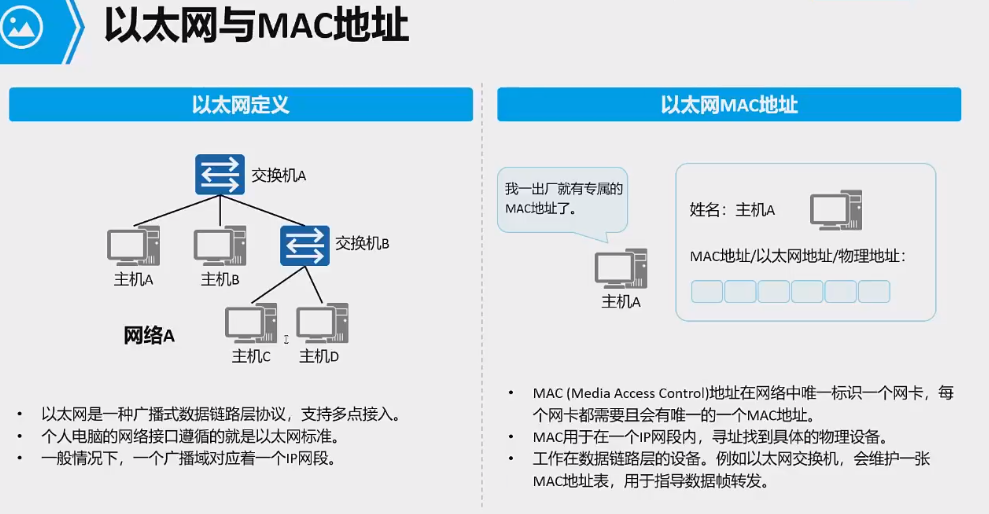 以太网与MAC地址
以太网定义
交换机A
交换机B
主机A
主机B
主机C
主机D
网络A
• 以太网是一种广播式数据链路层协议，支持多点接入。
• 个人电脑的网络接口遵循的就是以太网标准。
• 一般情况下，一个广播域对应着一个IP网段。
以太网MAC地址
我一出厂就有专属的
MAC地址了。
主机A
姓名：主机A
MAC地址/以太网地址/物理地址：
• MAC (Media Access Control)地址在网络中唯一标识一个网卡，每
个网卡都需要且会有唯一的一个MAC地址。
• MAC用于在一个IP网段内，寻址找到具体的物理设备。
• 工作在数据链路层的设备。例如以太网交换机，会维护一张
MAC地址表，用于指导数据帧转发。